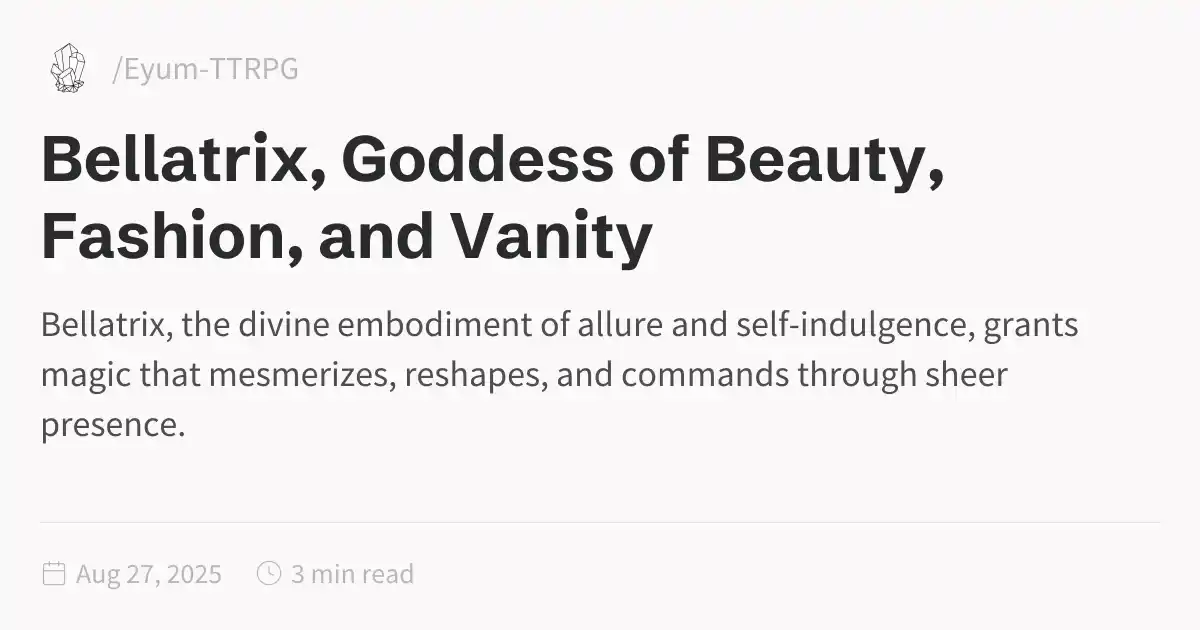 /Eyum-TTRPG
Bellatrix, Goddess of Beauty,
Fashion, and Vanity
Bellatrix, the divine embodiment of allure and self-indulgence, grants
magic that mesmerizes, reshapes, and commands through sheer
presence.
Aug 27, 2025 3 min read